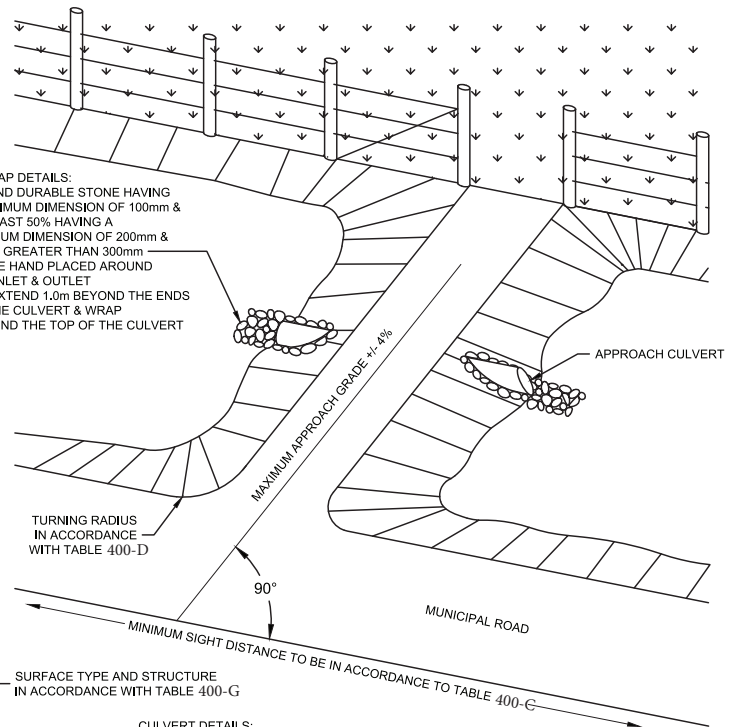 AP DETAILS:
ND DURABLE STONE HAVING
IMUM DIMENSION OF 100mm &
AST 50% HAVING A
UM DIMENSION OF 200mm &
GREATER THAN 300mm
E HAND PLACED AROUND
NLET & OUTLET
XTEND 1.0m BEYOND THE ENDS
HE CULVERT & WRAP
ND THE TOP OF THE CULVERT
APPROACH CULVERT
MAXIMUM APPROACH GRADE +/- 4%
TURNING RADIUS
IN ACCORDANCE
WITH TABLE 400-D
90°
MUNICIPAL ROAD
MINIMUM SIGHT DISTANCE TO BE IN ACCORDANCE TO TABLE 400-C
SURFACE TYPE AND STRUCTURE
IN ACCORDANCE WITH TABLE 400-G
CULVERT DETAILS: